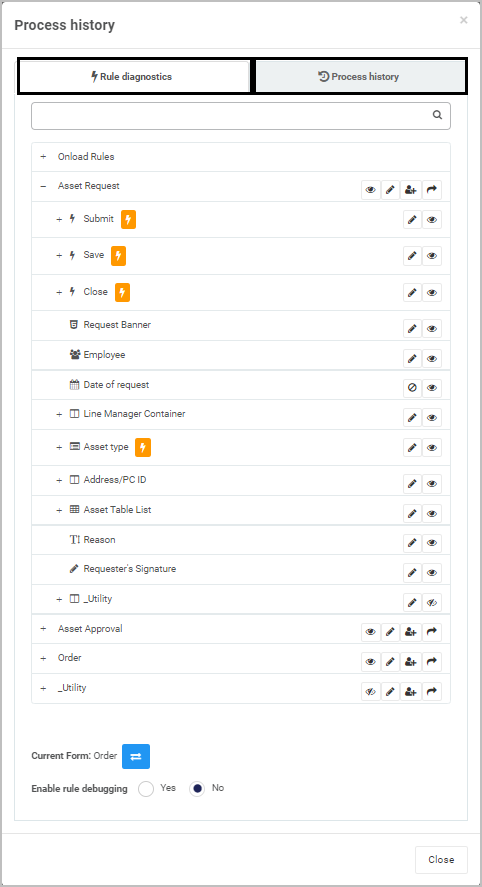 Process history
Rule diagnostics
Process history
Onload Rules
Asset Request
Submit
Save
Close
Request Banner
Employee
Date of request
Line Manager Container
Asset type
Address/PC ID
Asset Table List
Reason
Requester's Signature
_Utility
Asset Approval
Order
_Utility
Current Form: Order
Enable rule debugging Yes No
Close